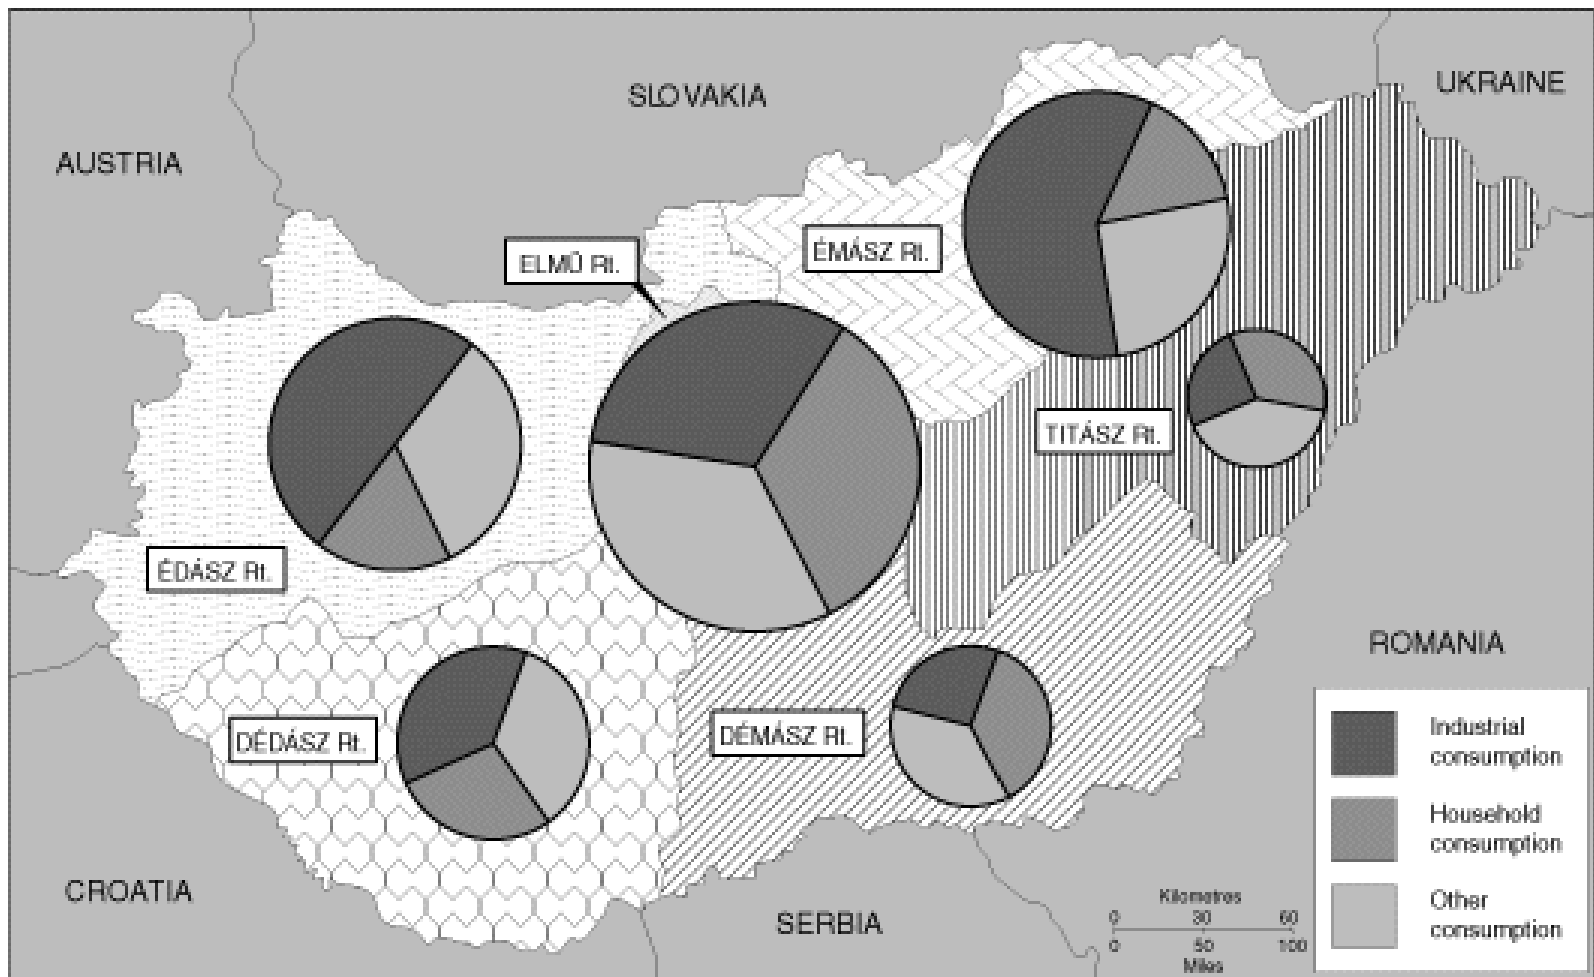 SLOVAKIA
UKRAINE
AUSTRIA
ELMŰ Rt.
ÉMÁSZ Rt.
TITÁSZ Rt.
ÉDÁSZ Rt.
ROMANIA
DÉDÁSZ Rt.
DÉMÁSZ Rt.
CROATIA
SERBIA
Industrial
consumption
Household
consumption
Other
consumption
Kilometres
0 30 60
0 50 100
Miles